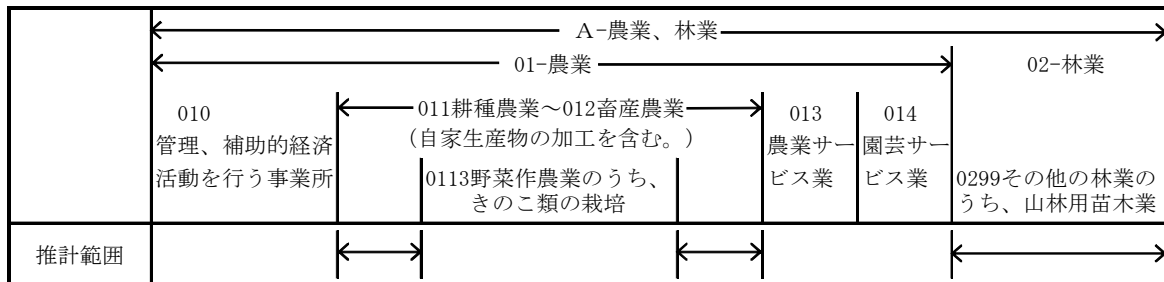 A-農業、林業
01-農業
02-林業
010
管理、補助的経済
活動を行う事業所
011耕種農業～012畜産農業
（自家生産物の加工を含む。）
0113野菜作農業のうち、
きのこ類の栽培
013
農業サー
ビス業
014
園芸サー
ビス業
0299その他の林業の
うち、山林用苗木業
推計範囲